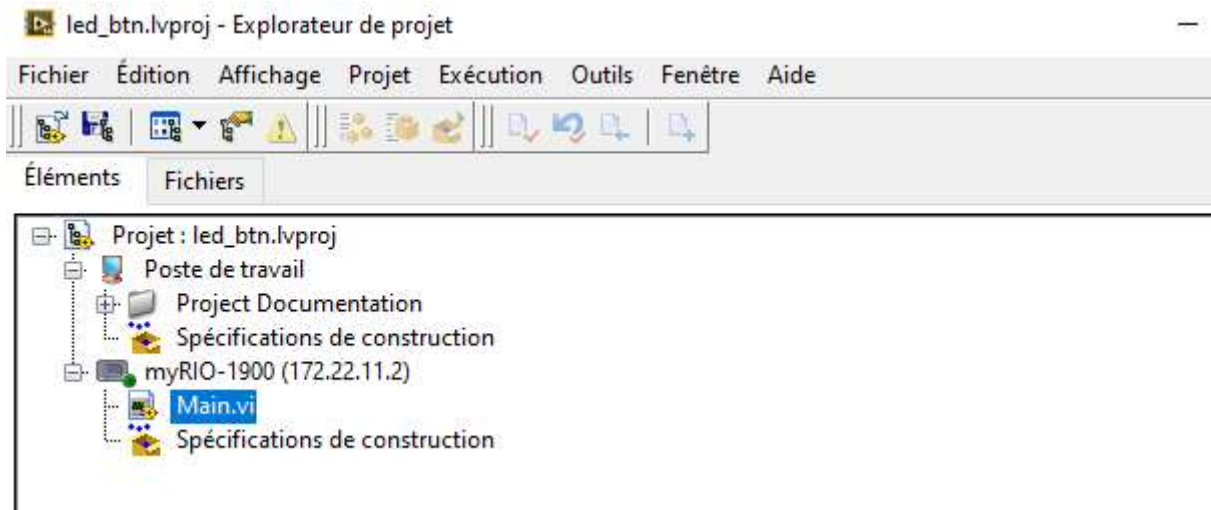 led_btn.lvproj - Explorateur de projet
Fichier Édition Affichage Projet Exécution Outils Fenêtre Aide
Éléments Fichiers
Projet : led_btn.lvproj
Poste de travail
Project Documentation
Spécifications de construction
myRIO-1900 (172.22.11.2)
Main.vi
Spécifications de construction